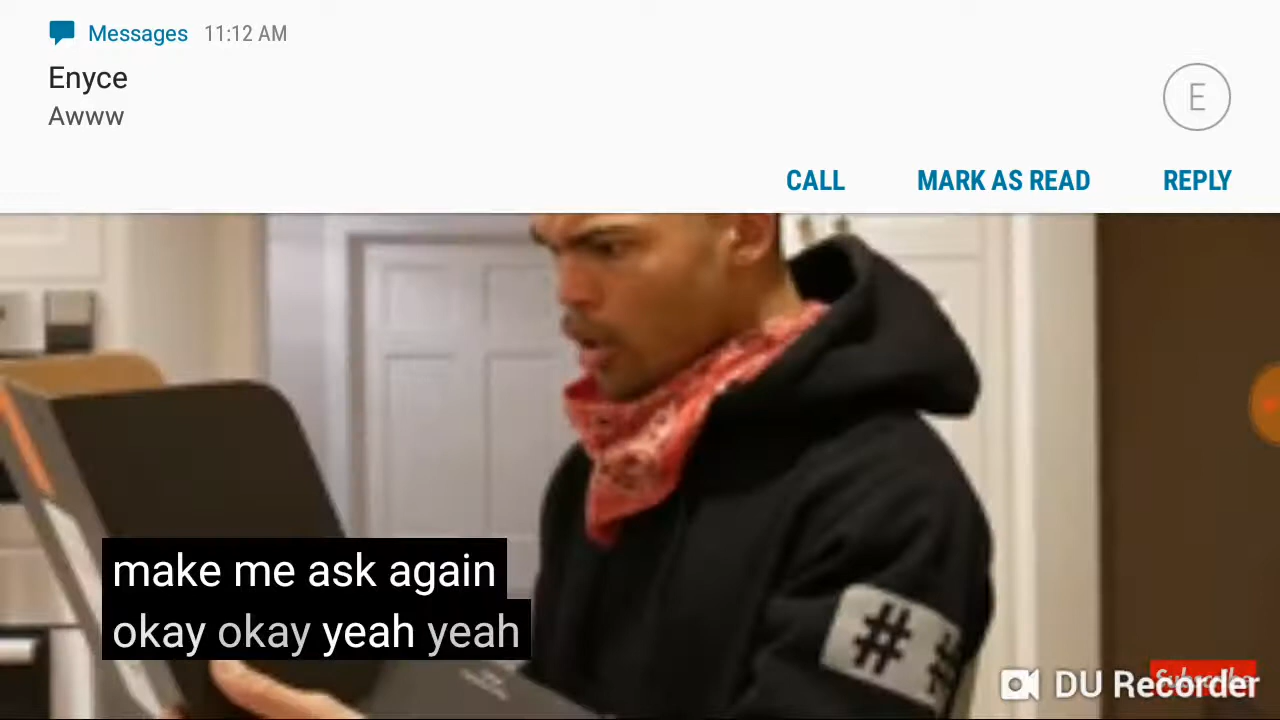 Messages 11:12 AM
Enyce
Awww
E
CALL MARK AS READ REPLY
make me ask again
okay okay yeah yeah
# #
DU Recorder
Subscribe